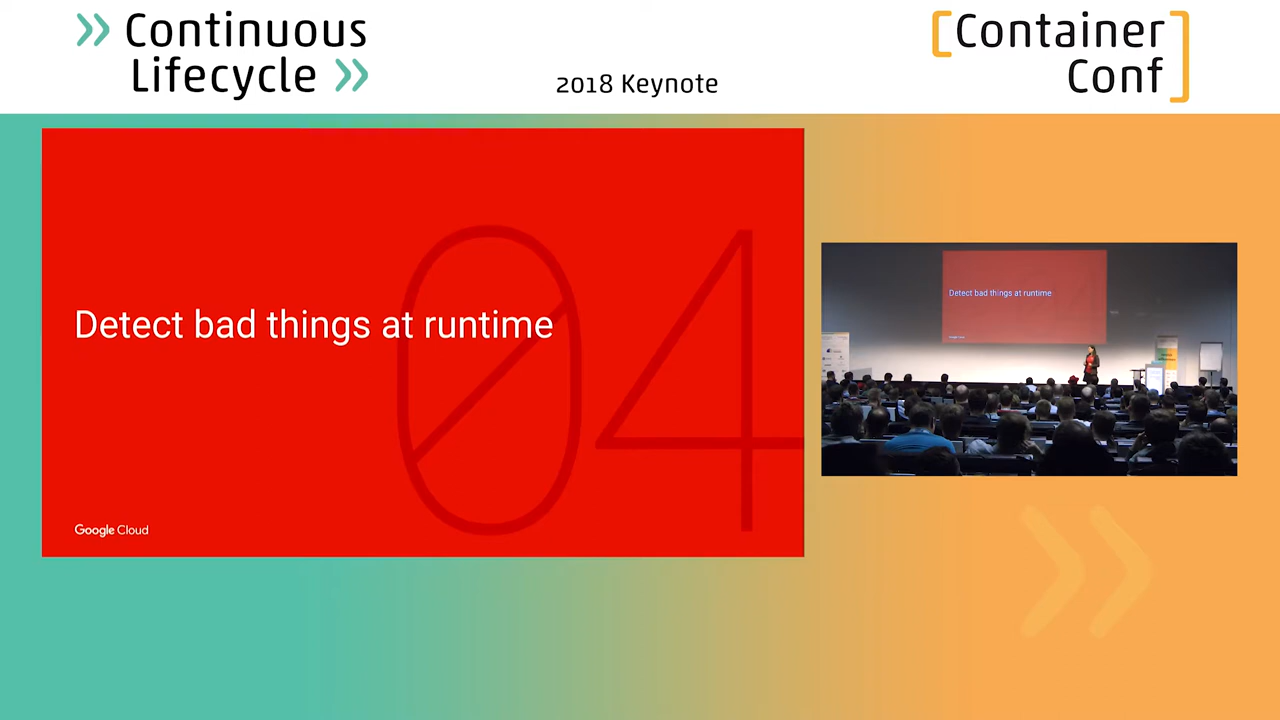 Continuous
Lifecycle
2018 Keynote
[Container
Conf]
04
Detect bad things at runtime
Google Cloud
Detect bad things at runtime